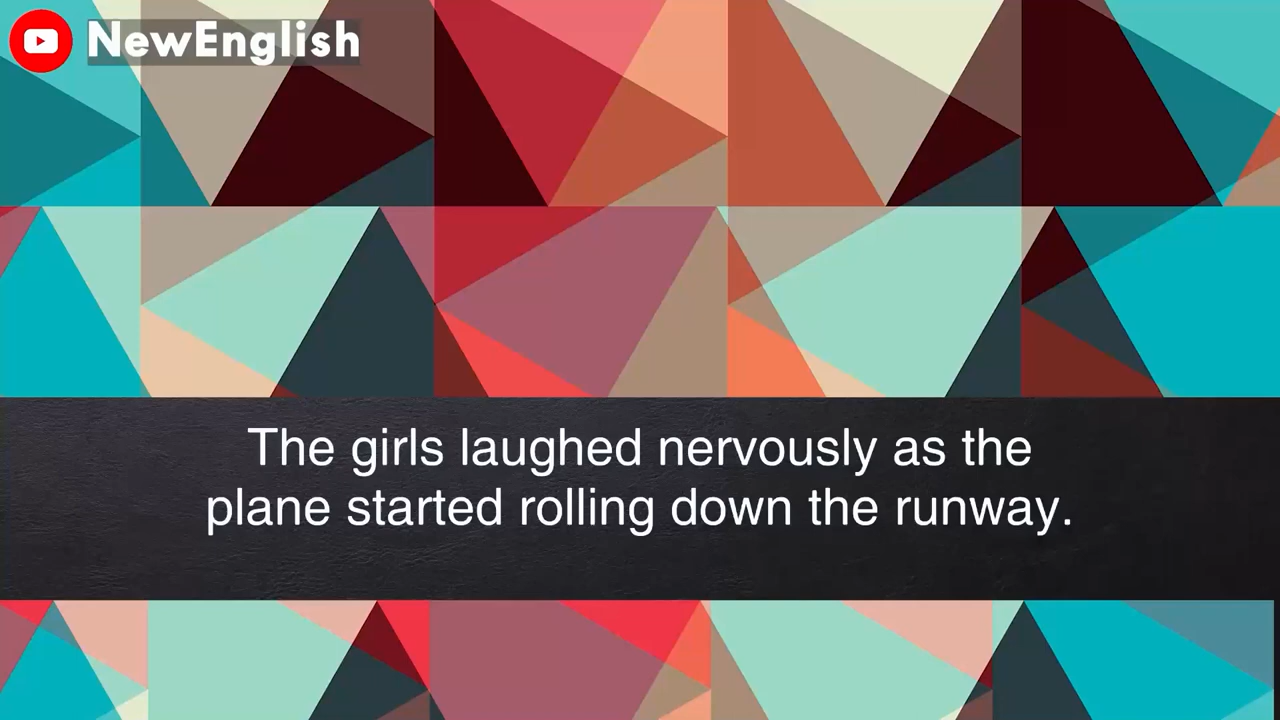 NewEnglish
The girls laughed nervously as the
plane started rolling down the runway.